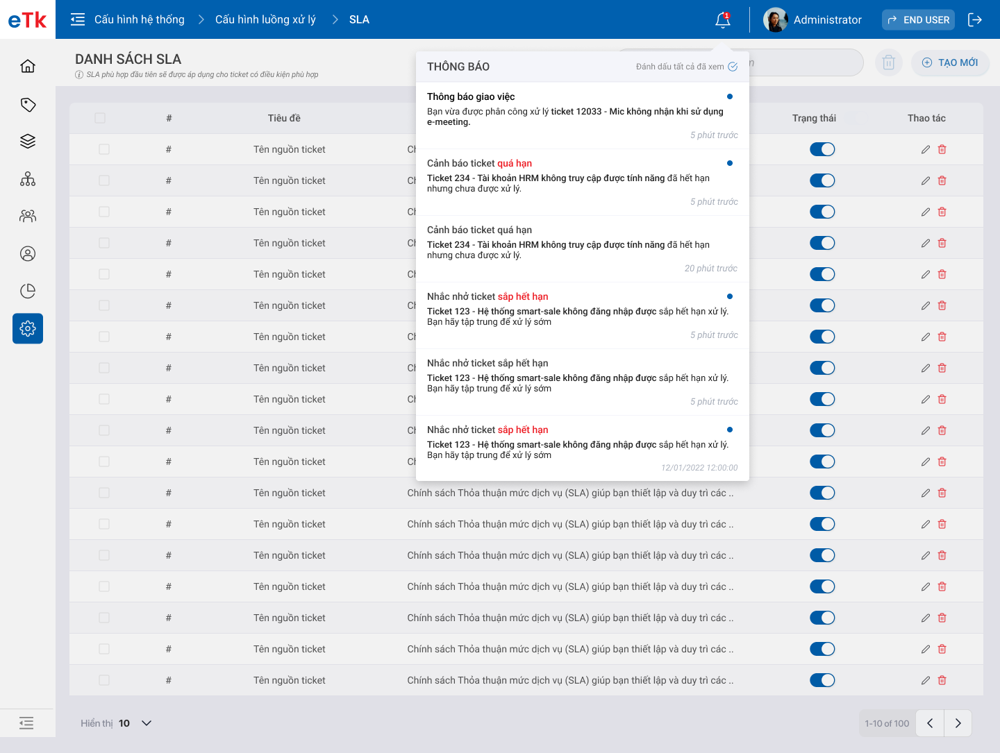 eTk
Cấu hình hệ thống
Cấu hình luồng xử lý
SLA
1
Administrator
END USER
DANH SÁCH SLA
SLA phù hợp đầu tiên sẽ được áp dụng cho ticket có điều kiện phù hợp
TẠO MỚI
THÔNG BÁO
Đánh dấu tất cả đã xem
Thông báo giao việc
Bạn vừa được phân công xử lý ticket 12033 - Mic không nhận khi sử dụng
e-meeting.
5 phút trước
Cảnh báo ticket quá hạn
Ticket 234 - Tài khoản HRM không truy cập được tính năng đã hết hạn
nhưng chưa được xử lý.
5 phút trước
Cảnh báo ticket quá hạn
Ticket 234 - Tài khoản HRM không truy cập được tính năng đã hết hạn
nhưng chưa được xử lý.
20 phút trước
Nhắc nhở ticket sắp hết hạn
Ticket 123 - Hệ thống smart-sale không đăng nhập được sắp hết hạn xử lý.
Bạn hãy tập trung để xử lý sớm
5 phút trước
Nhắc nhở ticket sắp hết hạn
Ticket 123 - Hệ thống smart-sale không đăng nhập được sắp hết hạn xử lý.
Bạn hãy tập trung để xử lý sớm
5 phút trước
Nhắc nhở ticket sắp hết hạn
Ticket 123 - Hệ thống smart-sale không đăng nhập được sắp hết hạn xử lý.
Bạn hãy tập trung để xử lý sớm
12/01/2022 12:00:00
# Tiêu đề Trạng thái Thao tác
# Tên nguồn ticket
# Tên nguồn ticket
# Tên nguồn ticket
# Tên nguồn ticket
# Tên nguồn ticket
# Tên nguồn ticket
# Tên nguồn ticket
# Tên nguồn ticket
# Tên nguồn ticket
# Tên nguồn ticket
# Tên nguồn ticket
# Tên nguồn ticket Chính sách Thỏa thuận mức dịch vụ (SLA) giúp bạn thiết lập và duy trì các ..
# Tên nguồn ticket Chính sách Thỏa thuận mức dịch vụ (SLA) giúp bạn thiết lập và duy trì các ..
# Tên nguồn ticket Chính sách Thỏa thuận mức dịch vụ (SLA) giúp bạn thiết lập và duy trì các ..
# Tên nguồn ticket Chính sách Thỏa thuận mức dịch vụ (SLA) giúp bạn thiết lập và duy trì các ..
# Tên nguồn ticket Chính sách Thỏa thuận mức dịch vụ (SLA) giúp bạn thiết lập và duy trì các ..
# Tên nguồn ticket Chính sách Thỏa thuận mức dịch vụ (SLA) giúp bạn thiết lập và duy trì các ..
# Tên nguồn ticket Chính sách Thỏa thuận mức dịch vụ (SLA) giúp bạn thiết lập và duy trì các ..
Hiển thị 10
1-10 of 100